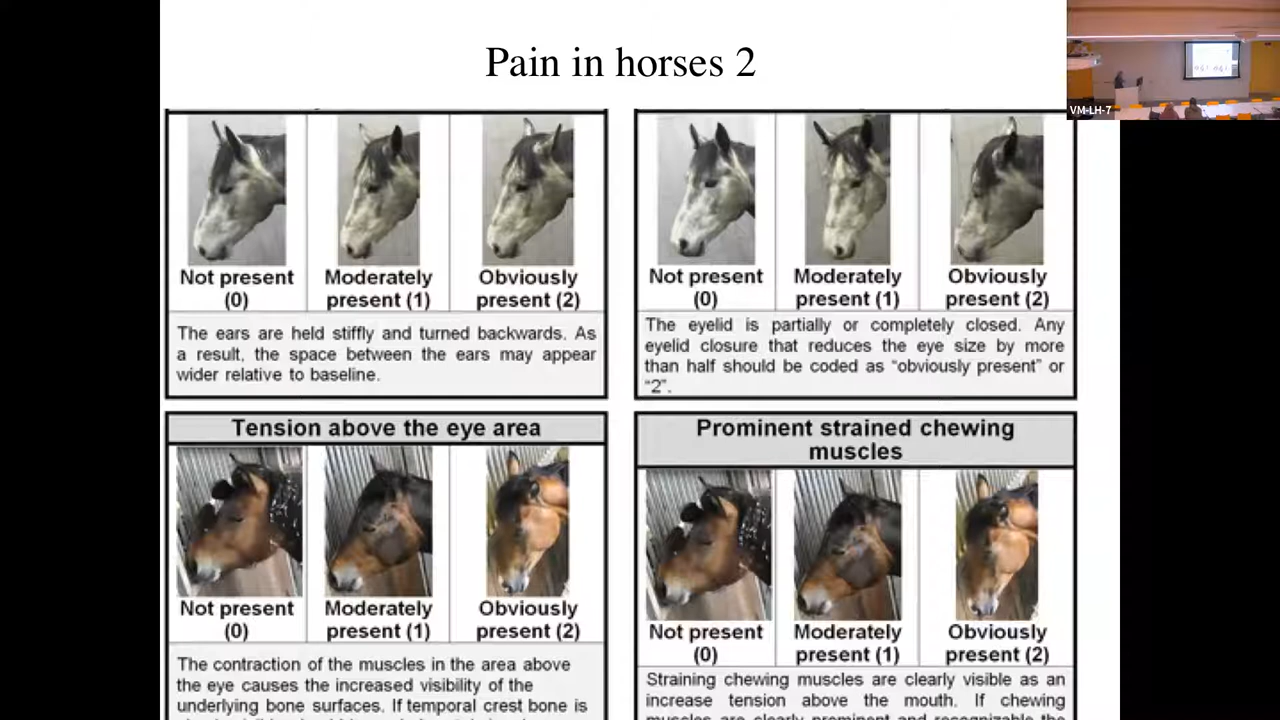 Pain in horses 2
VM-LH-7
Not present
(0)
Moderately
present (1)
Obviously
present (2)
The ears are held stiffly and turned backwards. As
a result, the space between the ears may appear
wider relative to baseline.
Not present
(0)
Moderately
present (1)
Obviously
present (2)
The eyelid is partially or completely closed. Any
eyelid closure that reduces the eye size by more
than half should be coded as “obviously present” or
“2”.
Tension above the eye area
Not present
(0)
Moderately
present (1)
Obviously
present (2)
The contraction of the muscles in the area above
the eye causes the increased visibility of the
underlying bone surfaces. If temporal crest bone is
Prominent strained chewing
muscles
Not present
(0)
Moderately
present (1)
Obviously
present (2)
Straining chewing muscles are clearly visible as an
increase tension above the mouth. If chewing
muscles are clearly prominent and recognizable the